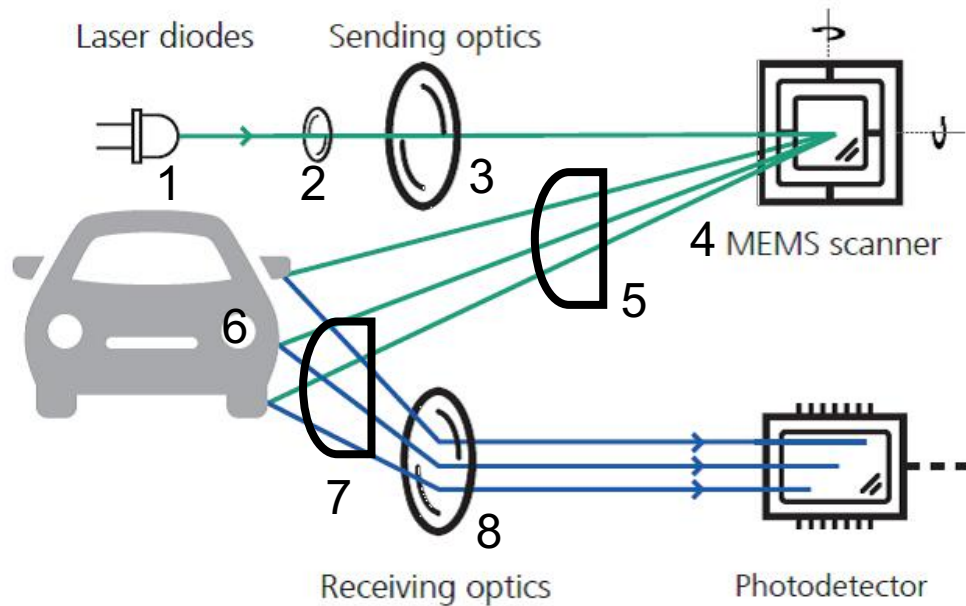 Laser diodes
Sending optics
1
2
3
4 MEMS scanner
5
6
7
8
Receiving optics
Photodetector